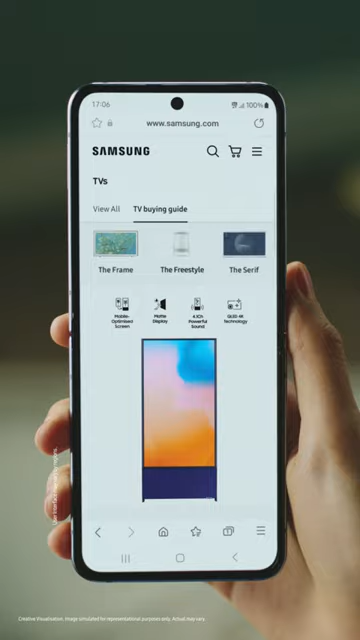 17:06
100%
www.samsung.com
SAMSUNG
TVs
View All
TV buying guide
The Frame
The Freestyle
The Serif
Mobile-
Optimised
Screen
Matte
Display
4.1Ch
Powerful
Sound
QLED 4K
Technology
Creative Visualisation. Image simulated for representational purposes only. Actual may vary.